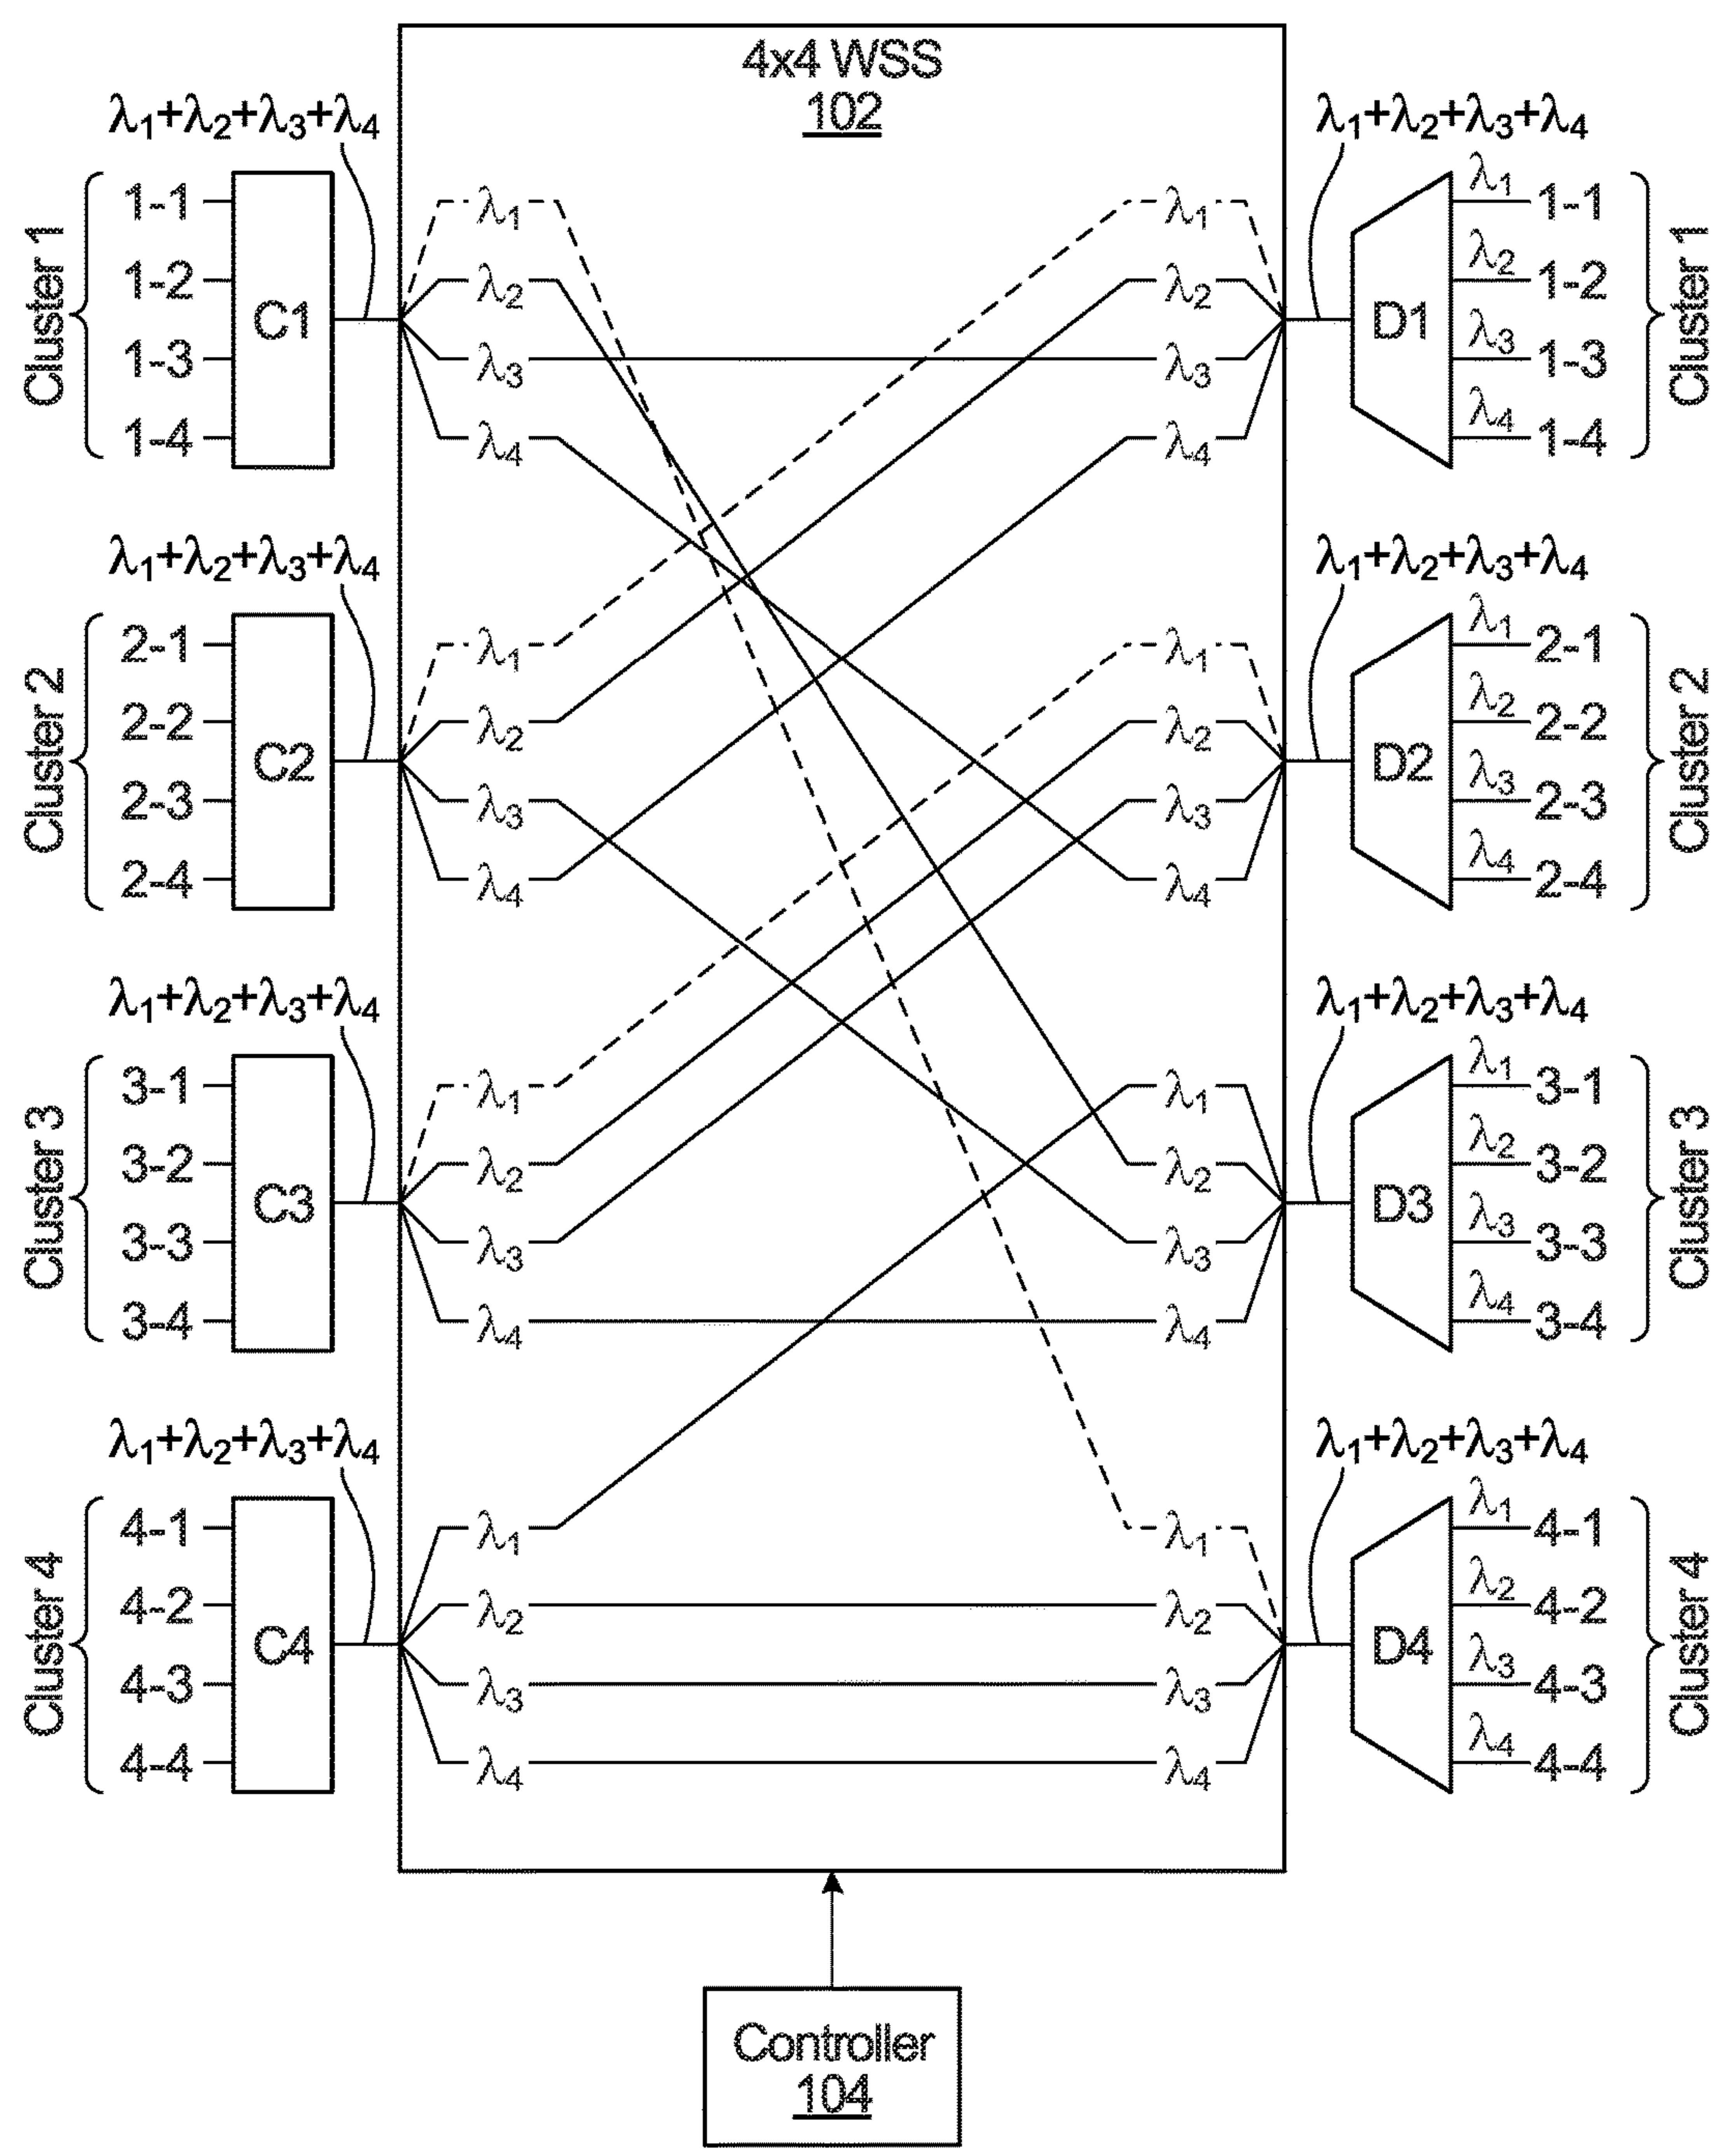 4x4 WSS
102
λ1+λ2+λ3+λ4
Cluster 1
1-1
1-2
1-3
1-4
C1
λ1
λ2
λ3
λ4
λ1
λ2
λ3
λ4
λ1+λ2+λ3+λ4
D1
λ1 1-1
λ2 1-2
λ3 1-3
λ4 1-4
Cluster 1
λ1+λ2+λ3+λ4
Cluster 2
2-1
2-2
2-3
2-4
C2
λ1
λ2
λ3
λ4
λ1
λ2
λ3
λ4
λ1+λ2+λ3+λ4
D2
λ1 2-1
λ2 2-2
λ3 2-3
λ4 2-4
Cluster 2
λ1+λ2+λ3+λ4
Cluster 3
3-1
3-2
3-3
3-4
C3
λ1
λ2
λ3
λ4
λ1
λ2
λ3
λ4
λ1+λ2+λ3+λ4
D3
λ1 3-1
λ2 3-2
λ3 3-3
λ4 3-4
Cluster 3
λ1+λ2+λ3+λ4
Cluster 4
4-1
4-2
4-3
4-4
C4
λ1
λ2
λ3
λ4
λ1
λ2
λ3
λ4
λ1+λ2+λ3+λ4
D4
λ1 4-1
λ2 4-2
λ3 4-3
λ4 4-4
Cluster 4
Controller
104